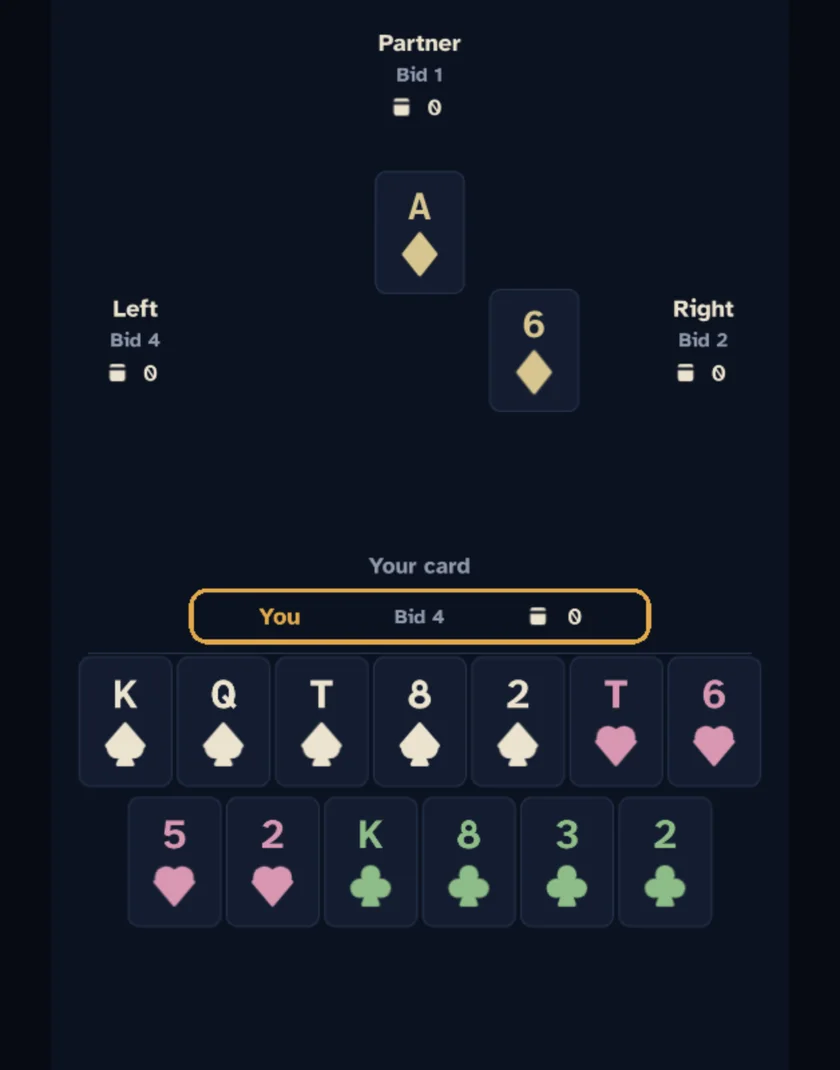 Partner
Bid 1
0
A
Left
Bid 4
0
6
Right
Bid 2
0
Your card
You Bid 4 0
K Q T 8 2 T 6
5 2 K 8 3 2